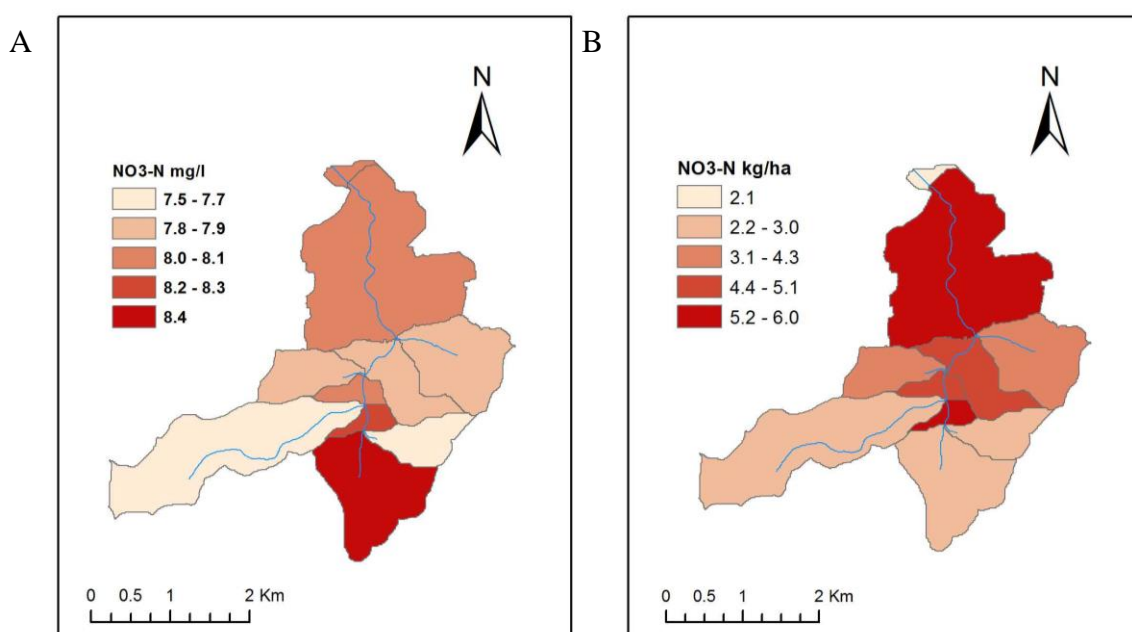 A
N
NO3-N mg/l
7.5 - 7.7
7.8 - 7.9
8.0 - 8.1
8.2 - 8.3
8.4
0 0.5 1 2 Km
B
N
NO3-N kg/ha
2.1
2.2 - 3.0
3.1 - 4.3
4.4 - 5.1
5.2 - 6.0
0 0.5 1 2 Km